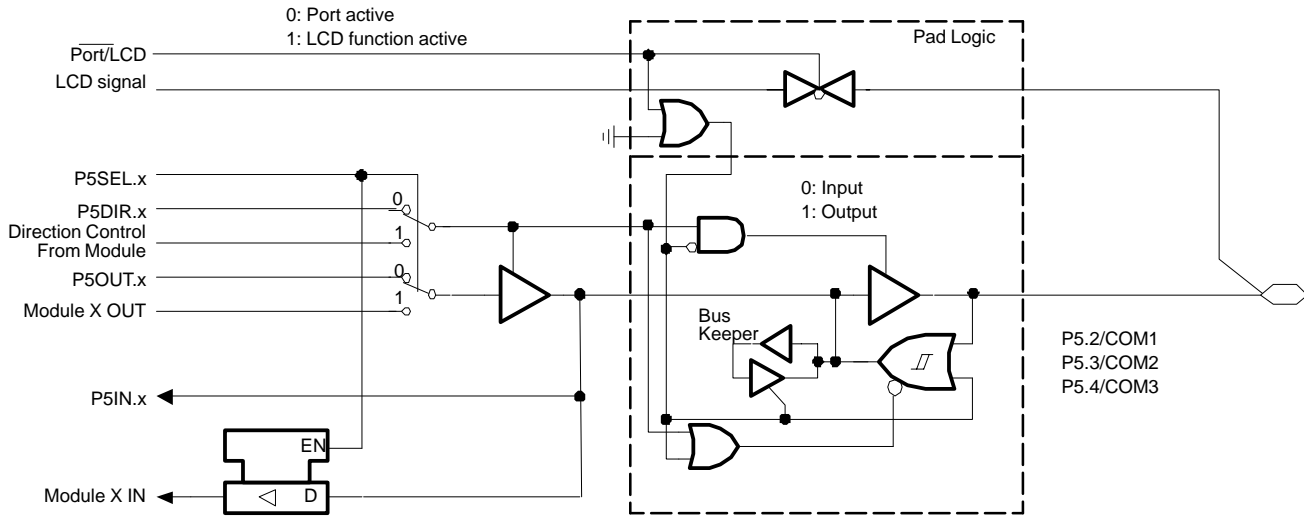 0: Port active
1: LCD function active
Port/LCD
LCD signal
Pad Logic
P5SEL.x
0
P5DIR.x
Direction Control
From Module
1
P5OUT.x
0
Module X OUT
1
0: Input
1: Output
Bus
Keeper
P5.2/COM1
P5.3/COM2
P5.4/COM3
P5IN.x
EN
Module X IN
D